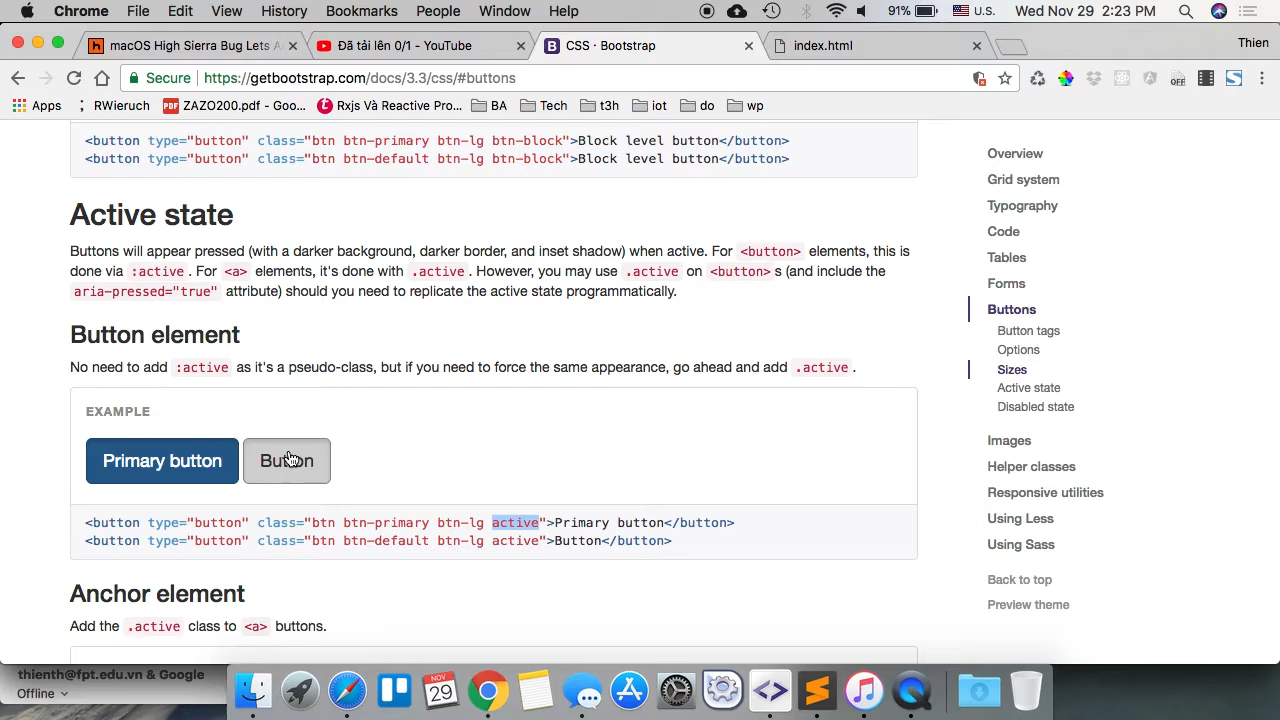 Chrome File Edit View History Bookmarks People Window Help 91% U.S. Wed Nov 29 2:23 PM
macOS High Sierra Bug Lets Đã tải lên 0/1 - YouTube CSS · Bootstrap index.html Thien
Secure https://getbootstrap.com/docs/3.3/css/#buttons
Apps RWieruch ZAZO200.pdf - Goo... Rxjs Và Reactive Pro... BA Tech t3h iot do wp
<button type="button" class="btn btn-primary btn-lg btn-block">Block level button</button>
<button type="button" class="btn btn-default btn-lg btn-block">Block level button</button>
Active state
Buttons will appear pressed (with a darker background, darker border, and inset shadow) when active. For <button> elements, this is
done via :active. For <a> elements, it's done with .active. However, you may use .active on <button>s (and include the
aria-pressed="true" attribute) should you need to replicate the active state programmatically.
Button element
No need to add :active as it's a pseudo-class, but if you need to force the same appearance, go ahead and add .active.
EXAMPLE
Primary button Button
<button type="button" class="btn btn-primary btn-lg active">Primary button</button>
<button type="button" class="btn btn-default btn-lg active">Button</button>
Anchor element
Add the .active class to <a> buttons.
Overview
Grid system
Typography
Code
Tables
Forms
Buttons
Button tags
Options
Sizes
Active state
Disabled state
Images
Helper classes
Responsive utilities
Using Less
Using Sass
Back to top
Preview theme
thienth@fpt.edu.vn & Google
Offline
NOV
29